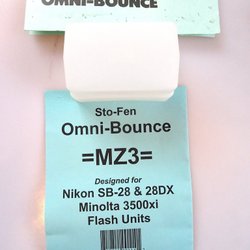 OMNI-BOUNCE
Sto-Fen
Omni-Bounce
=MZ3=
Designed for
Nikon SB-28 & 28DX
Minolta 3500xi
Flash Units